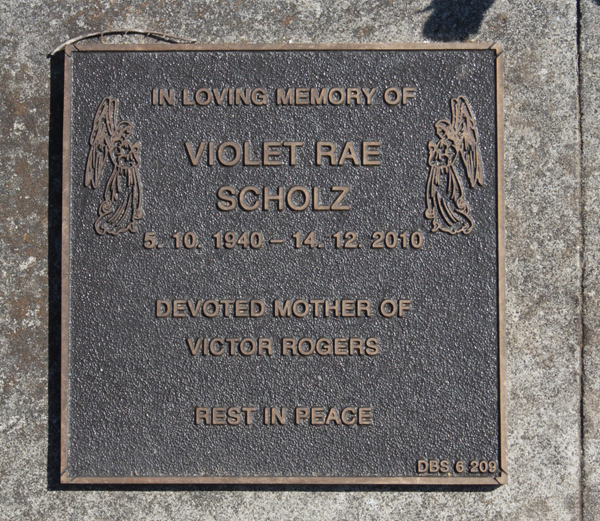 IN LOVING MEMORY OF
VIOLET RAE
SCHOLZ
5. 10. 1940 – 14. 12. 2010
DEVOTED MOTHER OF
VICTOR ROGERS
REST IN PEACE
DBS 6 209